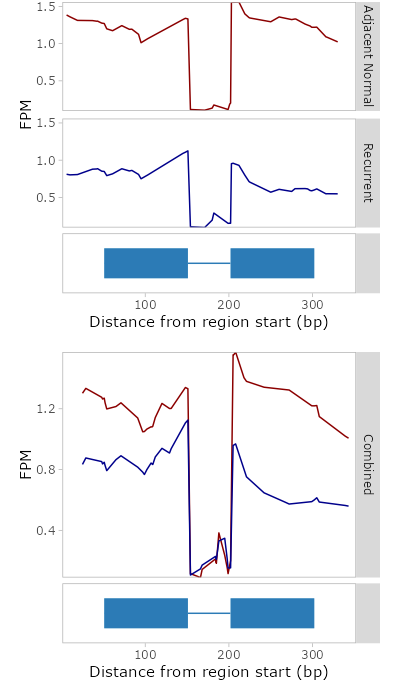 1.5
1.0
0.5
Adjacent Normal
FPM
1.5
1.0
0.5
Recurrent
100
200
300
Distance from region start (bp)
1.2
0.8
0.4
FPM
Combined
100
200
300
Distance from region start (bp)